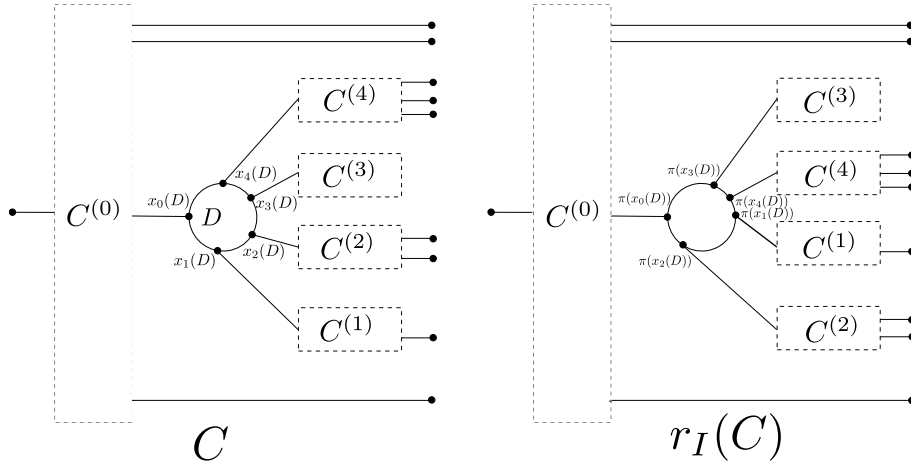 C^{(4)}
x_4(D)
C^{(3)}
x_0(D)
x_3(D)
C^{(0)}
D
C^{(2)}
x_2(D)
x_1(D)
C^{(1)}
C
C^{(3)}
π(x_3(D))
C^{(4)}
π(x_0(D))
π(x_4(D))
π(x_1(D))
C^{(0)}
C^{(1)}
π(x_2(D))
C^{(2)}
r_I(C)